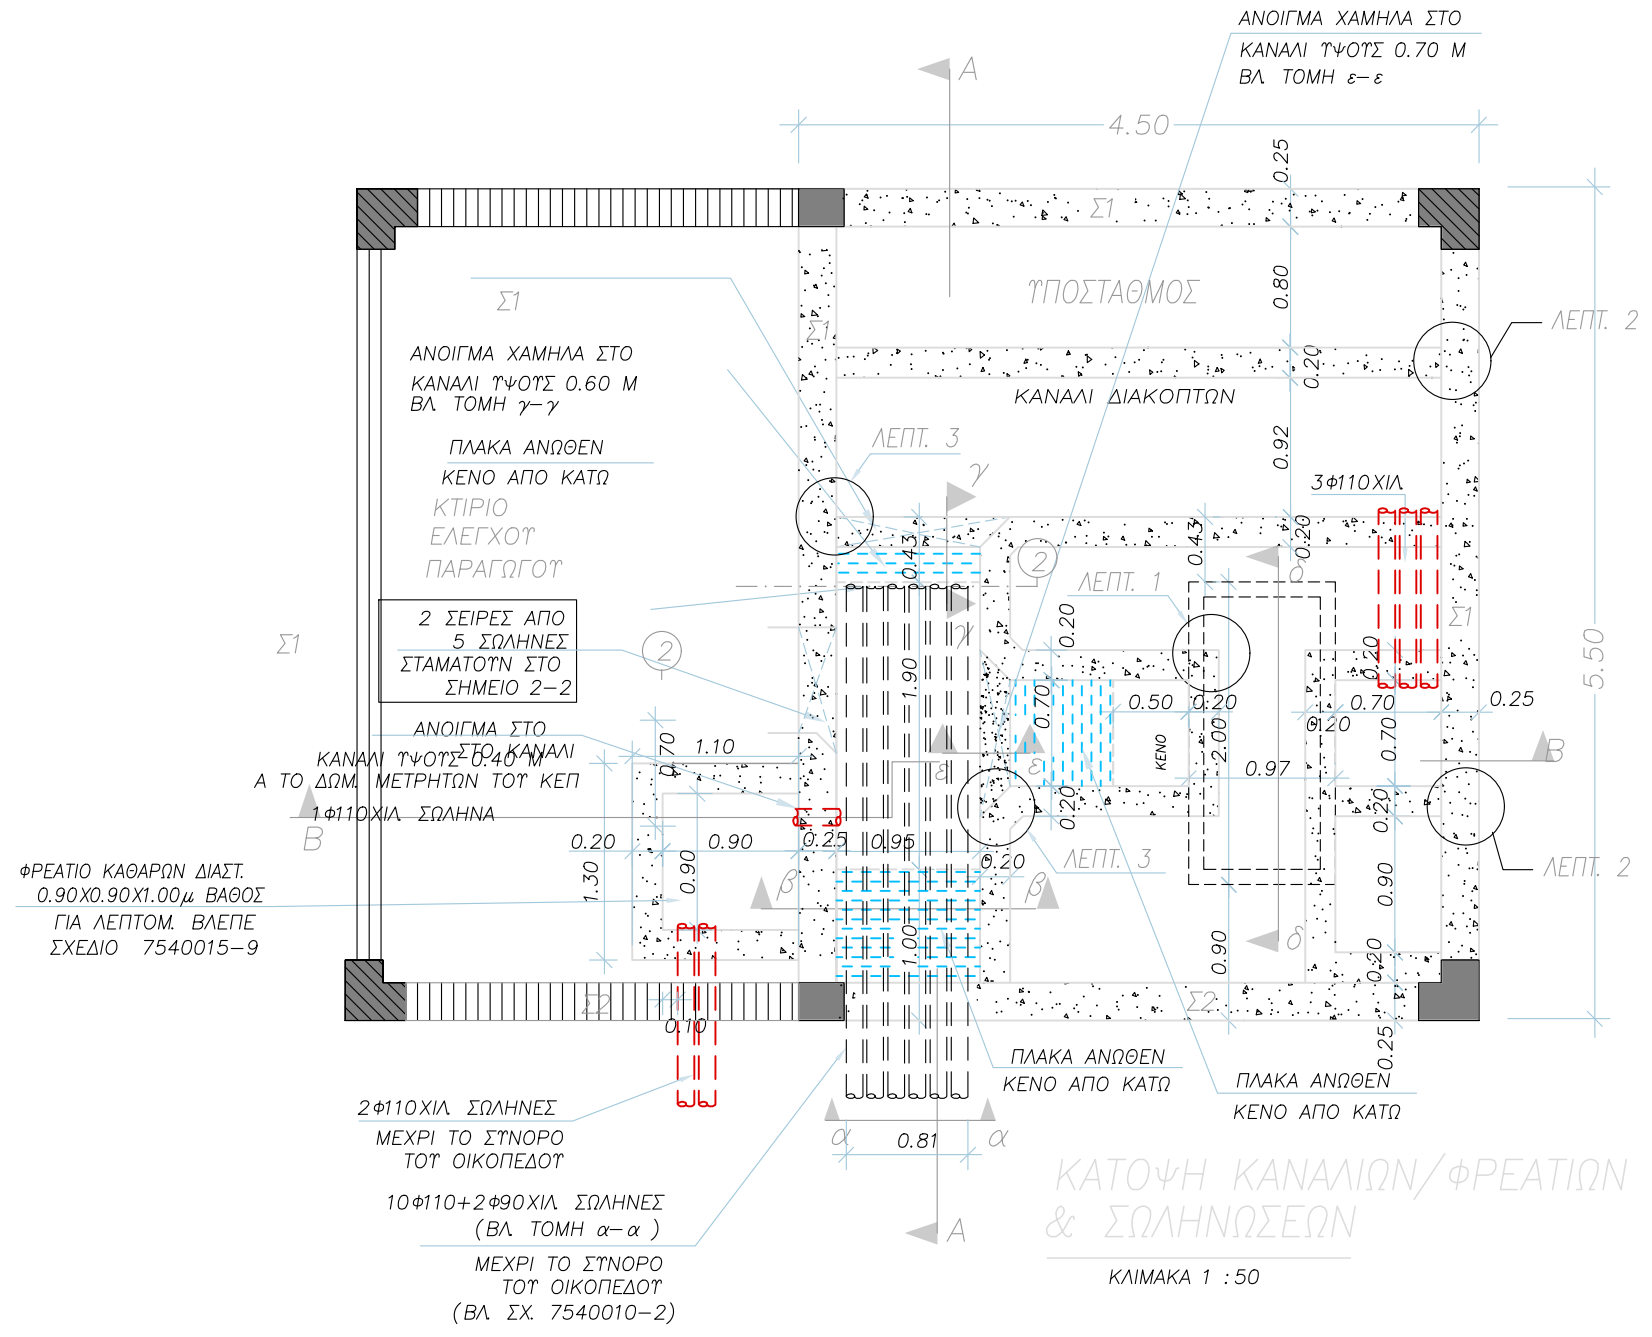 ΑΝΟΙΓΜΑ ΧΑΜΗΛΑ ΣΤΟ
ΚΑΝΑΛΙ ΥΨΟΥΣ 0.70 Μ
ΒΛ. ΤΟΜΗ ε-ε
Α
4.50
0.25
Σ1
0.80
ΥΠΟΣΤΑΘΜΟΣ
Σ1
Σ1
ΛΕΠΤ. 2
0.20
ΑΝΟΙΓΜΑ ΧΑΜΗΛΑ ΣΤΟ
ΚΑΝΑΛΙ ΥΨΟΥΣ 0.60 Μ
ΒΛ. ΤΟΜΗ γ-γ
ΚΑΝΑΛΙ ΔΙΑΚΟΠΤΩΝ
ΛΕΠΤ. 3
0.92
ΠΛΑΚΑ ΑΝΩΘΕΝ
ΚΕΝΟ ΑΠΟ ΚΑΤΩ
γ
3Φ110ΧΙΛ.
ΚΤΙΡΙΟ
ΕΛΕΓΧΟΥ
ΠΑΡΑΓΩΓΟΥ
0.43
2
0.43
0.20
δ
ΛΕΠΤ. 1
2 ΣΕΙΡΕΣ ΑΠΟ
5 ΣΩΛΗΝΕΣ
ΣΤΑΜΑΤΟΥΝ ΣΤΟ
ΣΗΜΕΙΟ 2-2
γ
0.20
Σ1
Σ1
2
0.20
5.50
1.90
0.70
0.50
0.20
2.00
0.70
0.20
0.25
0.70
ΑΝΟΙΓΜΑ ΣΤΟ
ΣΤΟ ΚΑΝΑΛΙ
ΚΑΝΑΛΙ ΥΨΟΥΣ 0.40 Μ
Α ΤΟ ΔΩΜ. ΜΕΤΡΗΤΩΝ ΤΟΥ ΚΕΠ
0.70
1.10
ΚΕΝΟ
ε
ε
0.97
Β
1Φ110ΧΙΛ. ΣΩΛΗΝΑ
Β
0.20
0.20
0.20
0.90
0.25
0.95
0.20
ΛΕΠΤ. 3
ΛΕΠΤ. 2
1.30
0.90
0.90
β
β
ΦΡΕΑΤΙΟ ΚΑΘΑΡΩΝ ΔΙΑΣΤ.
0.90Χ0.90Χ1.00μ ΒΑΘΟΣ
ΓΙΑ ΛΕΠΤΟΜ. ΒΛΕΠΕ
ΣΧΕΔΙΟ 7540015-9
1.00
0.90
δ
0.20
Σ2
Σ2
0.10
0.25
ΠΛΑΚΑ ΑΝΩΘΕΝ
ΚΕΝΟ ΑΠΟ ΚΑΤΩ
ΠΛΑΚΑ ΑΝΩΘΕΝ
ΚΕΝΟ ΑΠΟ ΚΑΤΩ
2Φ110ΧΙΛ. ΣΩΛΗΝΕΣ
ΜΕΧΡΙ ΤΟ ΣΥΝΟΡΟ
ΤΟΥ ΟΙΚΟΠΕΔΟΥ
α
0.81
α
10Φ110+2Φ90ΧΙΛ. ΣΩΛΗΝΕΣ
(ΒΛ. ΤΟΜΗ α-α )
ΜΕΧΡΙ ΤΟ ΣΥΝΟΡΟ
ΤΟΥ ΟΙΚΟΠΕΔΟΥ
(ΒΛ. ΣΧ. 7540010-2)
Α
ΚΑΤΟΨΗ ΚΑΝΑΛΙΩΝ/ΦΡΕΑΤΙΩΝ
& ΣΩΛΗΝΩΣΕΩΝ
ΚΛΙΜΑΚΑ 1 :50